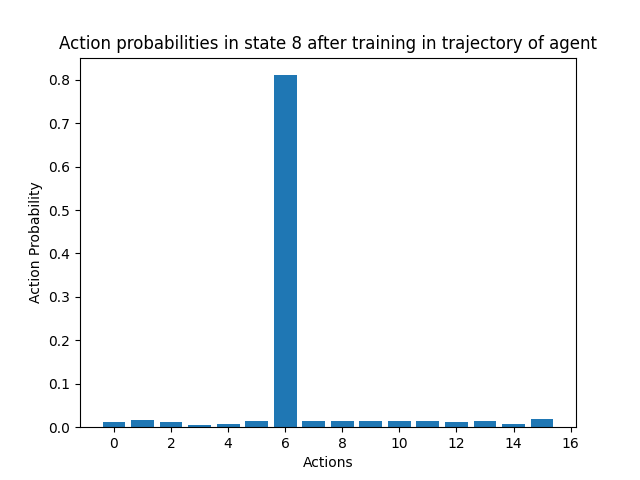 Action probabilities in state 8 after training in trajectory of agent
0.8
0.7
0.6
0.5
0.4
0.3
0.2
0.1
0.0
Action Probability
0 2 4 6 8 10 12 14 16
Actions